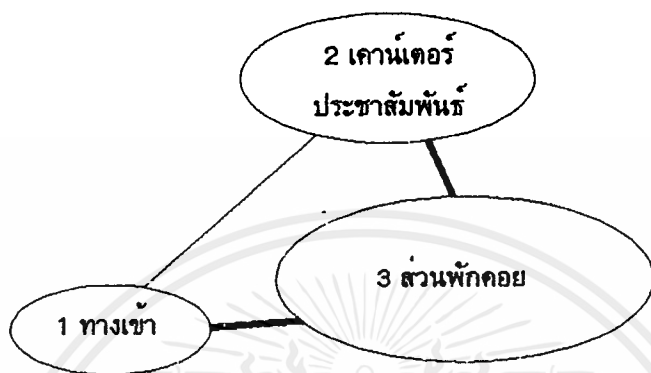 2 เคาน์เตอร์
ประชาสัมพันธ์
3 ส่วนพักคอย
1 ทางเข้า